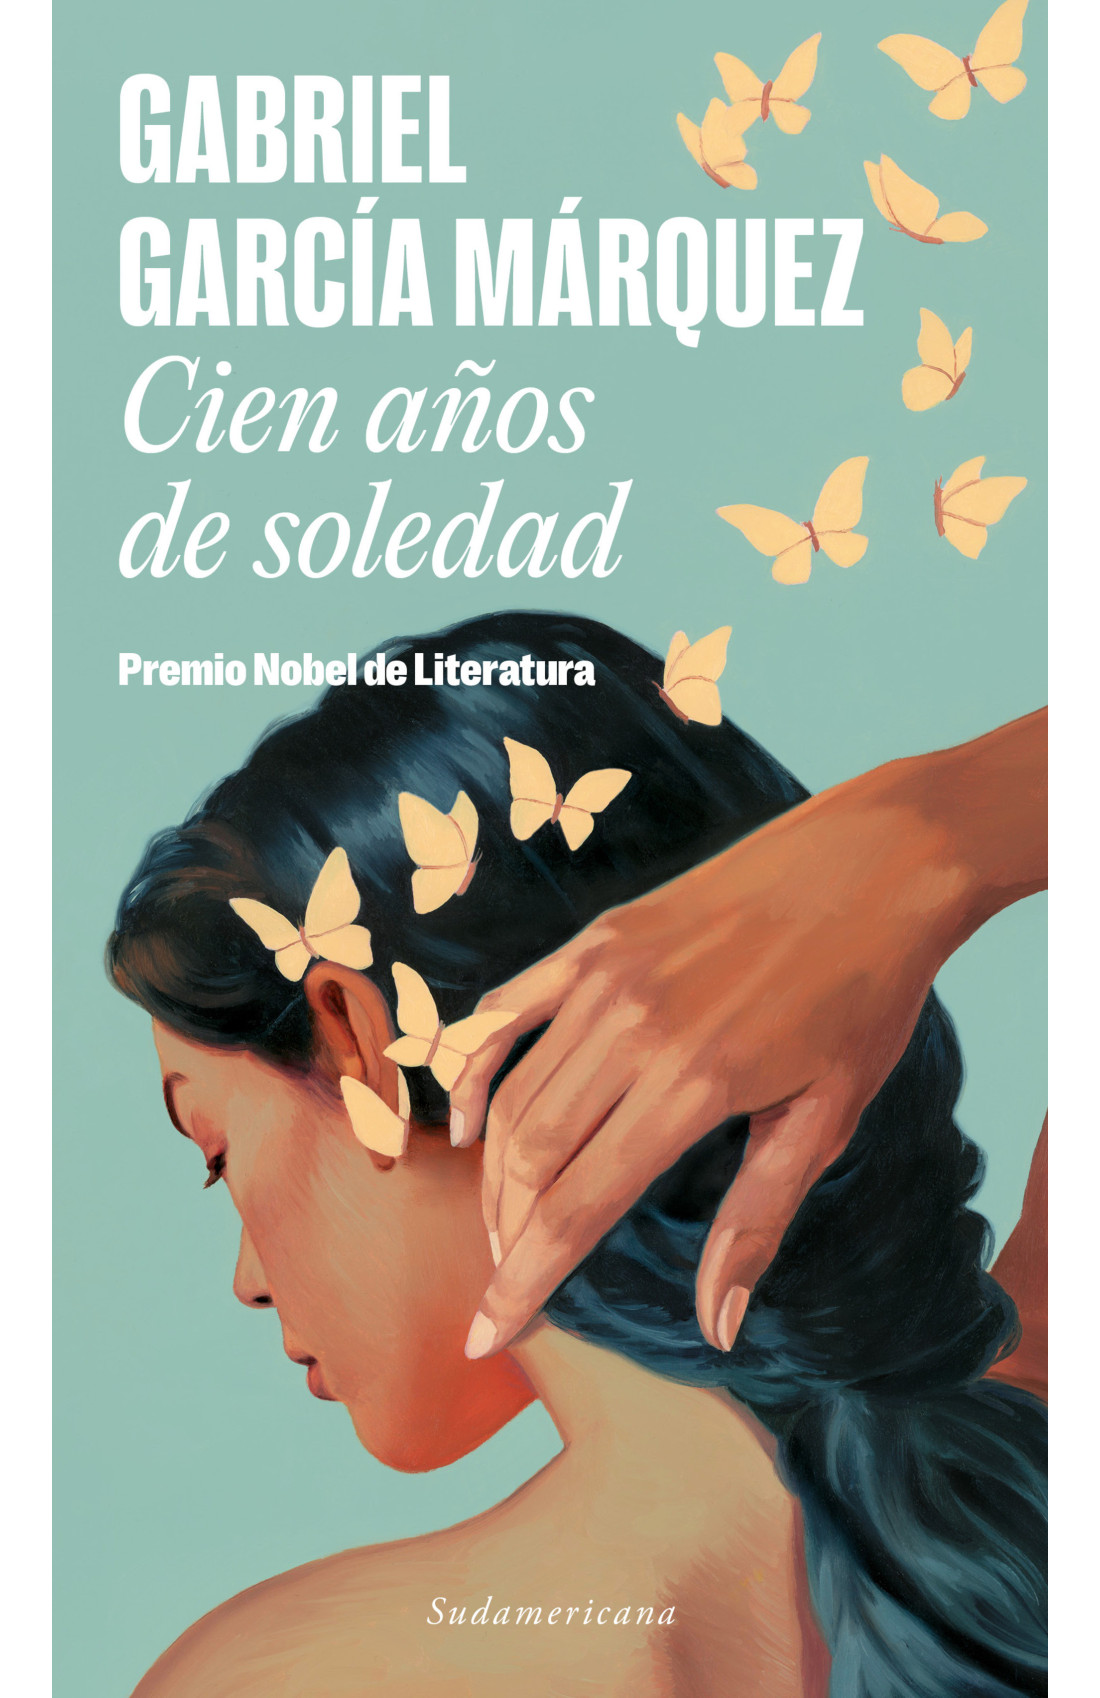 GABRIEL
GARCÍA MÁRQUEZ
Cien años
de soledad
Premio Nobel de Literatura
Sudamericana